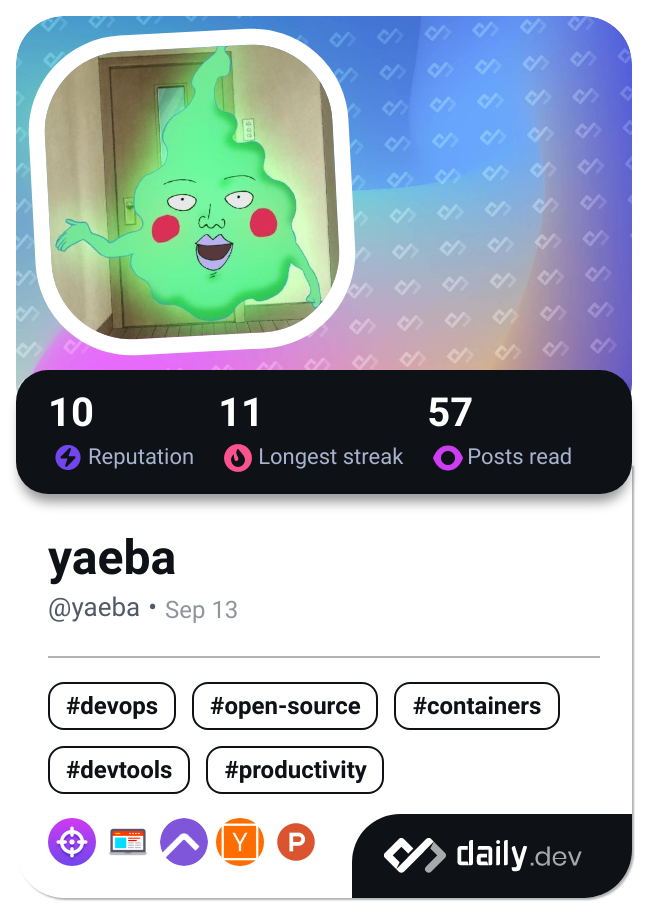 10 11 57
Reputation Longest streak Posts read
yaeba
@yaeba • Sep 13
#devops #open-source #containers
#devtools #productivity
Y P daily.dev